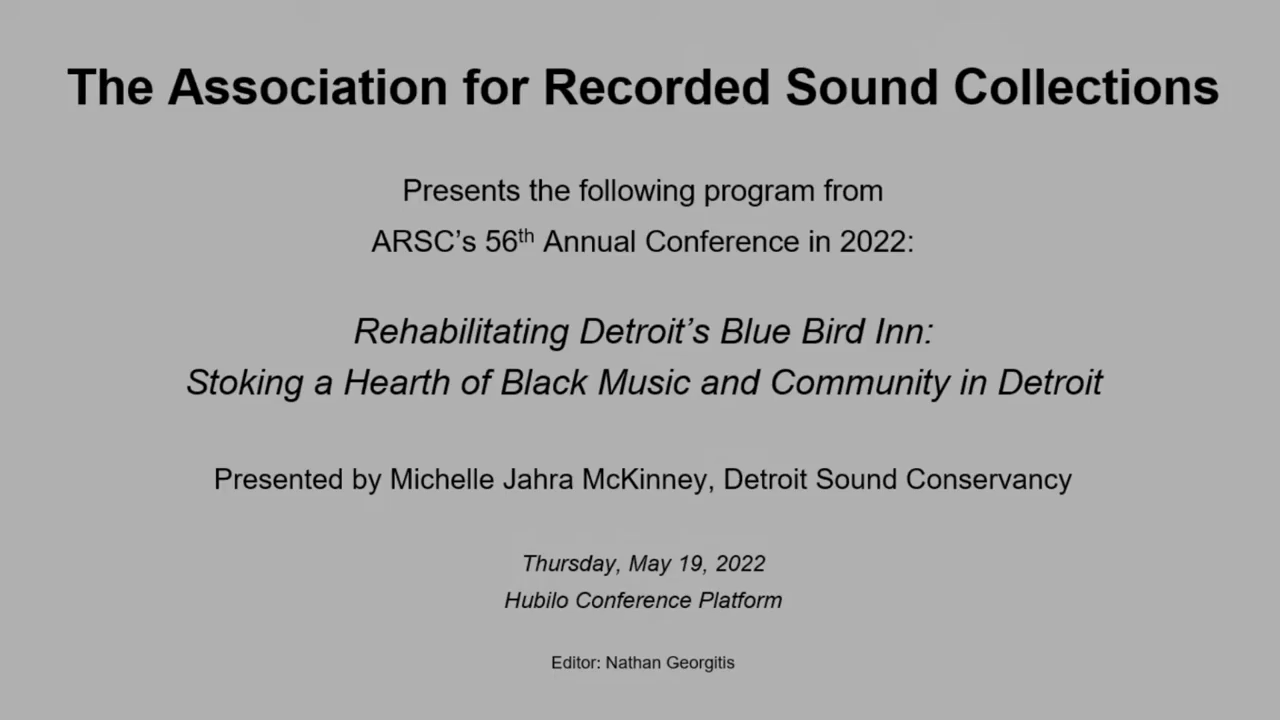 The Association for Recorded Sound Collections
Presents the following program from
ARSC’s 56th Annual Conference in 2022:
Rehabilitating Detroit’s Blue Bird Inn:
Stoking a Hearth of Black Music and Community in Detroit
Presented by Michelle Jahra McKinney, Detroit Sound Conservancy
Thursday, May 19, 2022
Hubilo Conference Platform
Editor: Nathan Georgitis